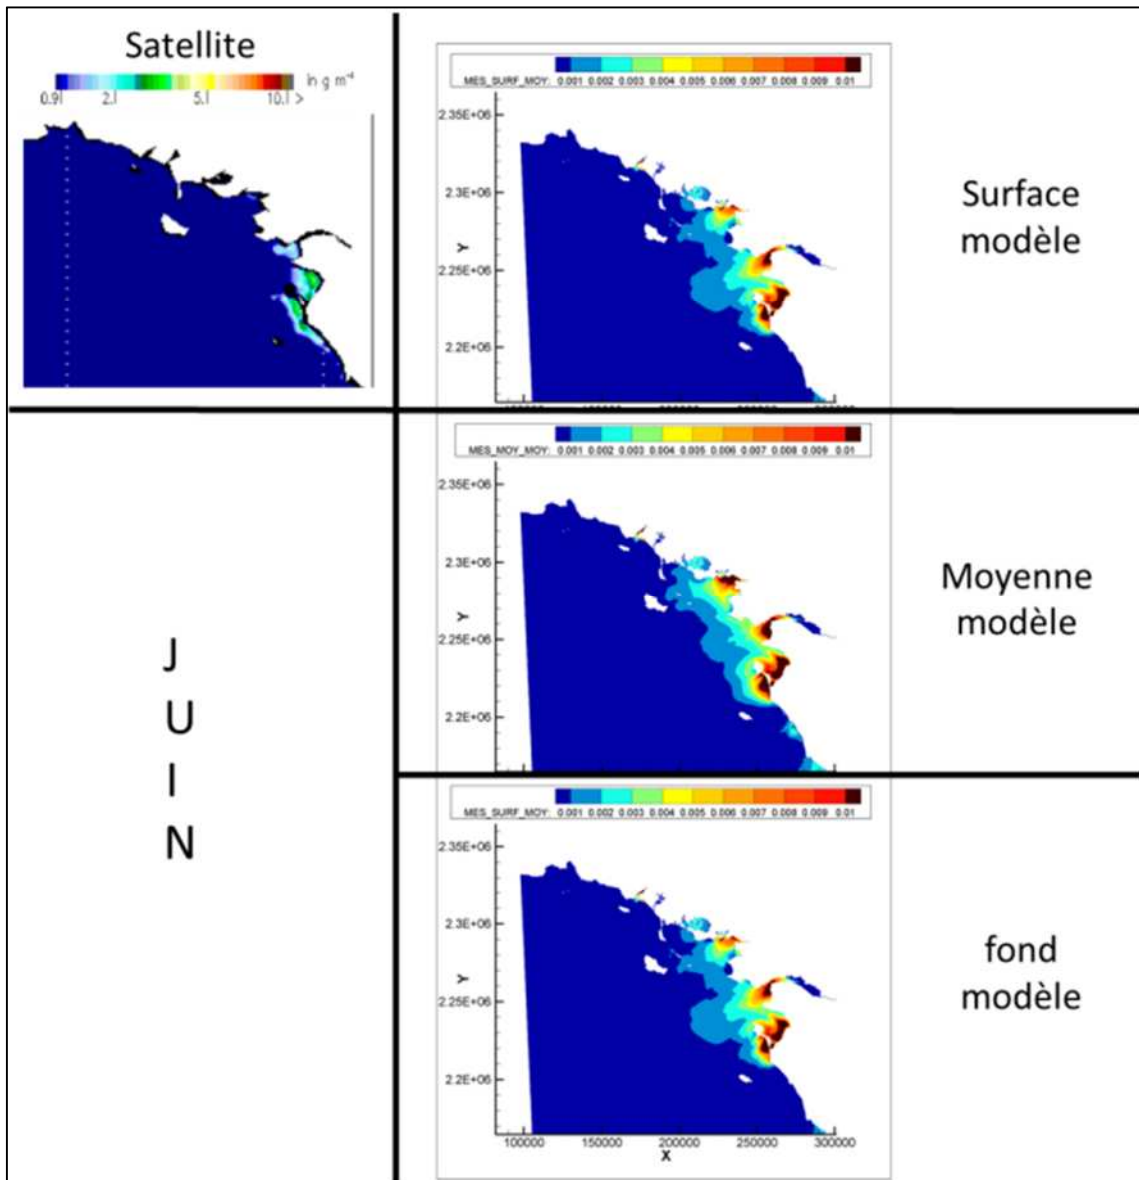 Satellite
in g m⁻⁴
0.9 2. 5. 10. >
MES_SURF_MOY: 0.001 0.002 0.003 0.004 0.005 0.006 0.007 0.008 0.009 0.01
2.35E+06
2.3E+06
Y
2.25E+06
2.2E+06
Surface
modèle
MES_MOY_MOY: 0.001 0.002 0.003 0.004 0.005 0.006 0.007 0.008 0.009 0.01
2.35E+06
2.3E+06
Y
2.25E+06
2.2E+06
Moyenne
modèle
J
U
I
N
MES_SURF_MOY: 0.001 0.002 0.003 0.004 0.005 0.006 0.007 0.008 0.009 0.01
2.35E+06
2.3E+06
Y
2.25E+06
2.2E+06
100000 150000 200000 250000 300000
X
fond
modèle